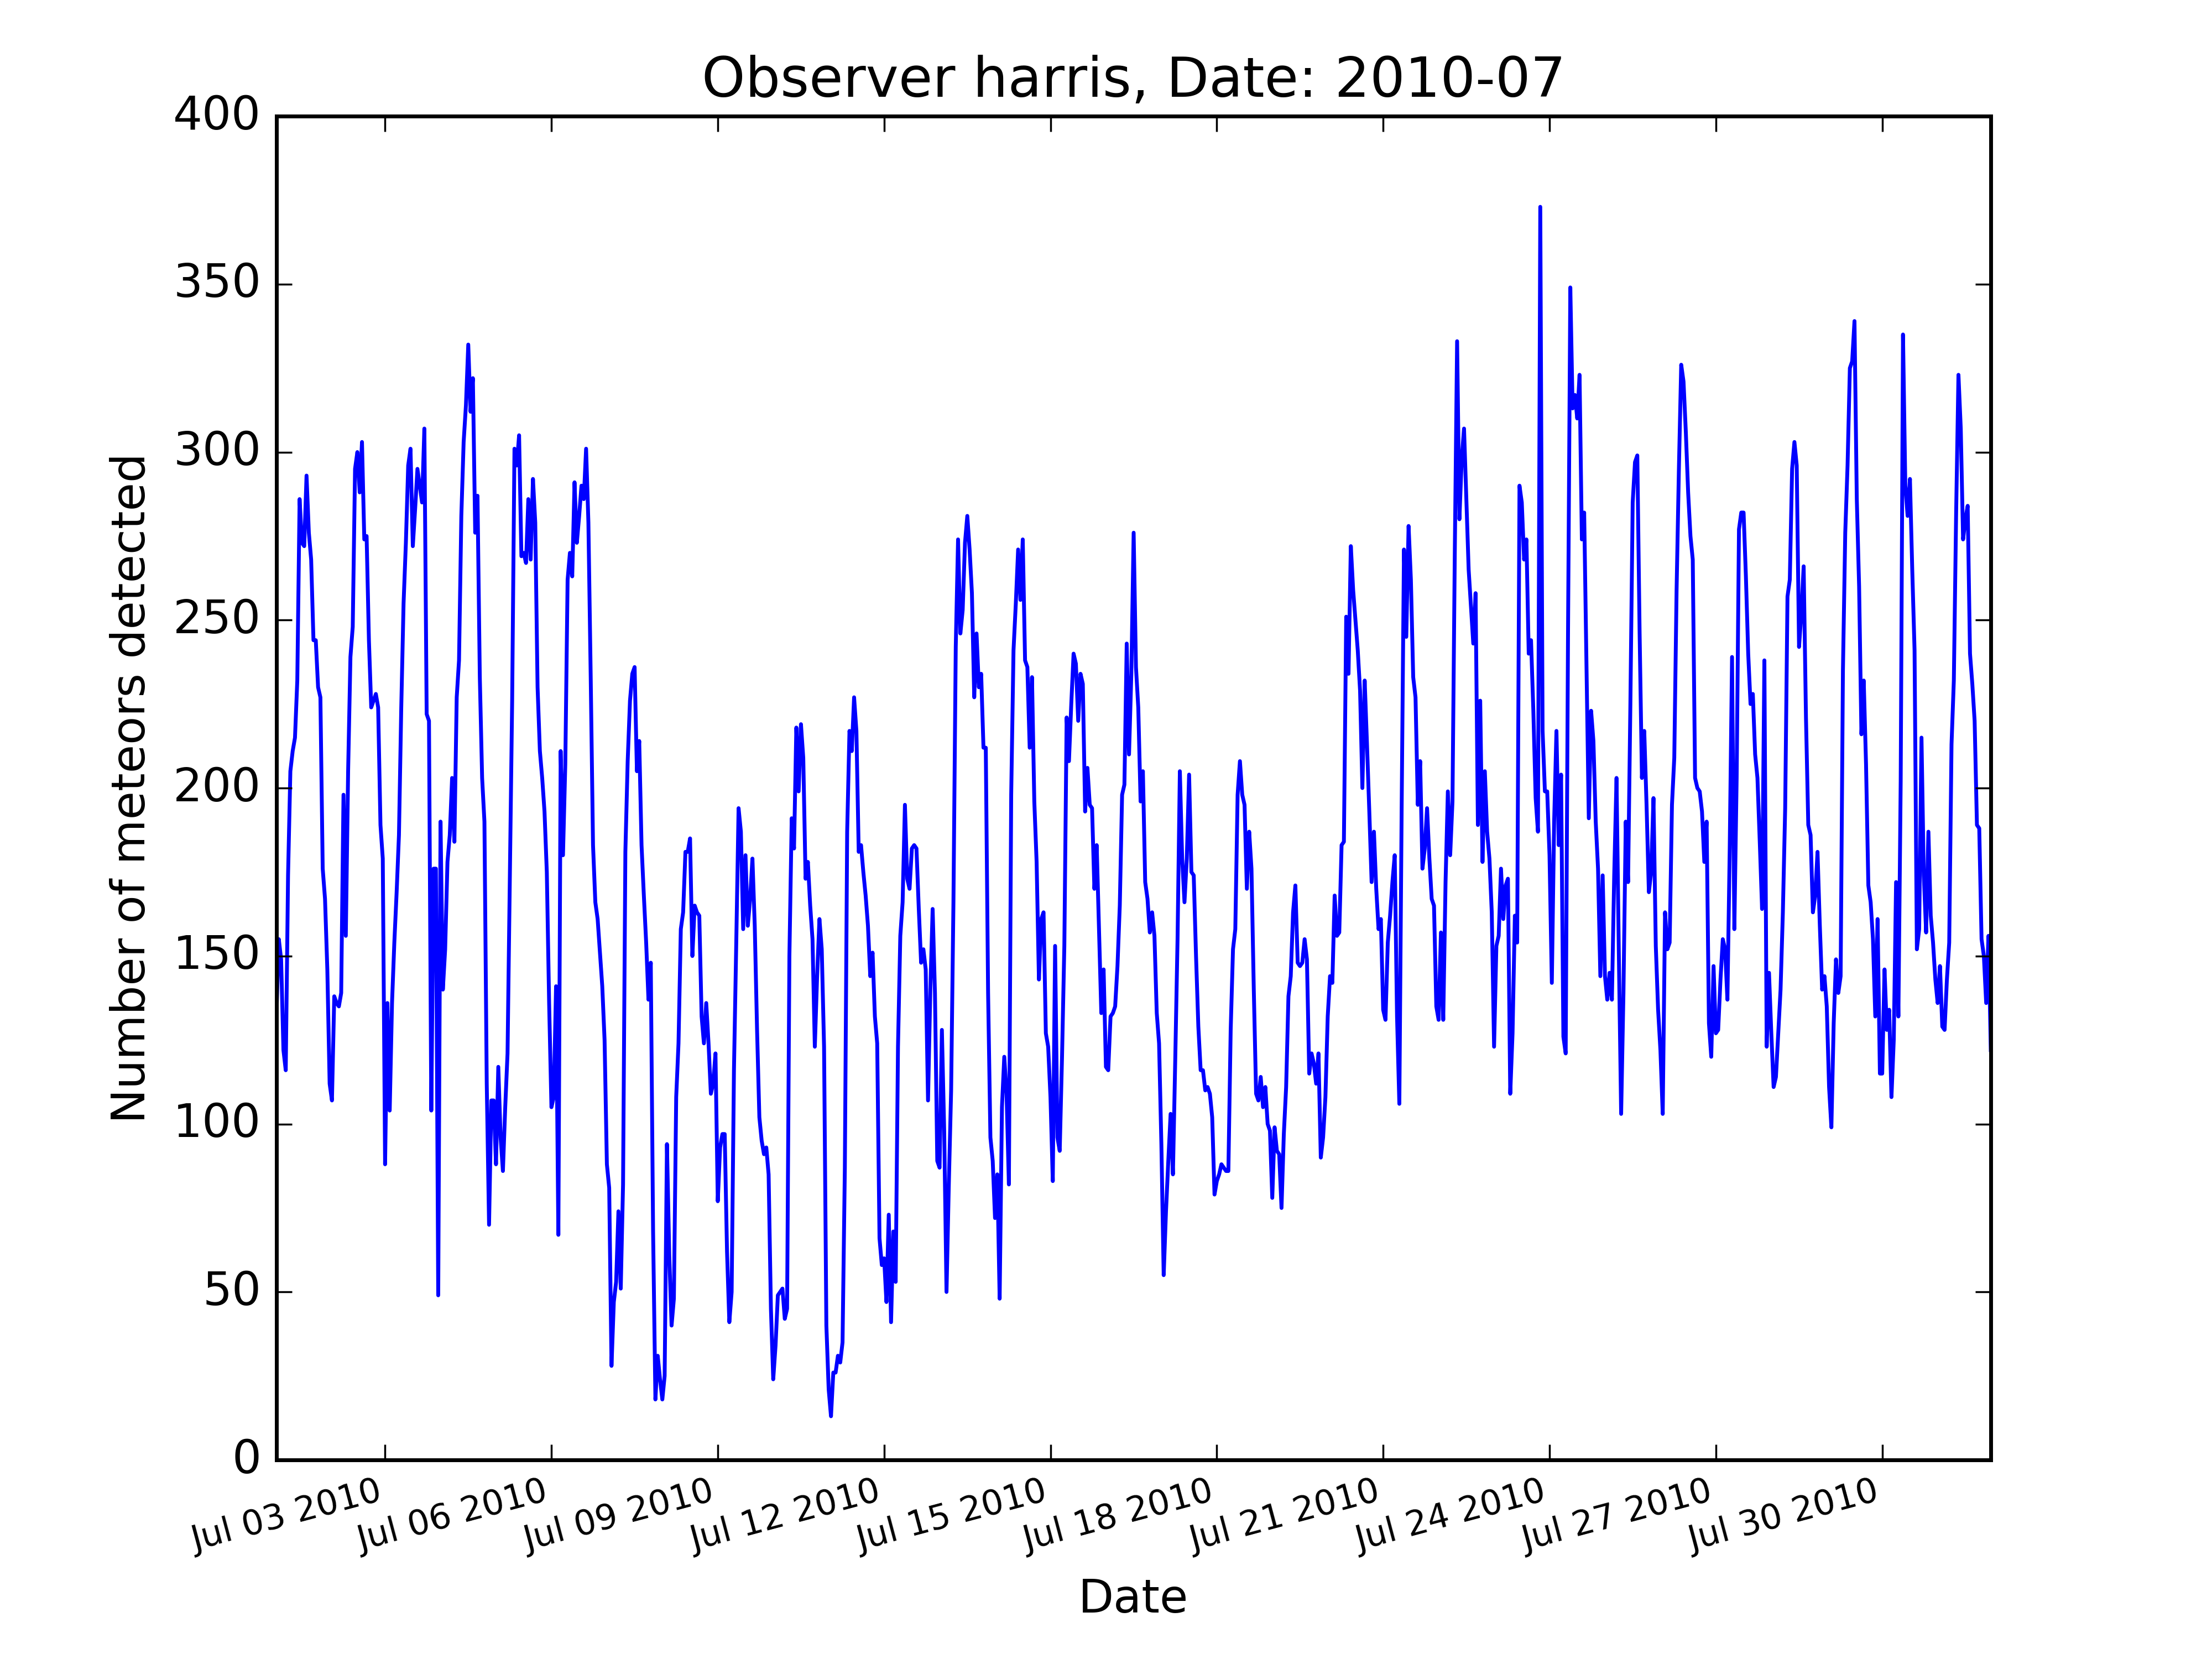 Observer harris, Date: 2010-07
Number of meteors detected
400
350
300
250
200
150
100
50
0
Jul 03 2010
Jul 06 2010
Jul 09 2010
Jul 12 2010
Jul 15 2010
Jul 18 2010
Jul 21 2010
Jul 24 2010
Jul 27 2010
Jul 30 2010
Date